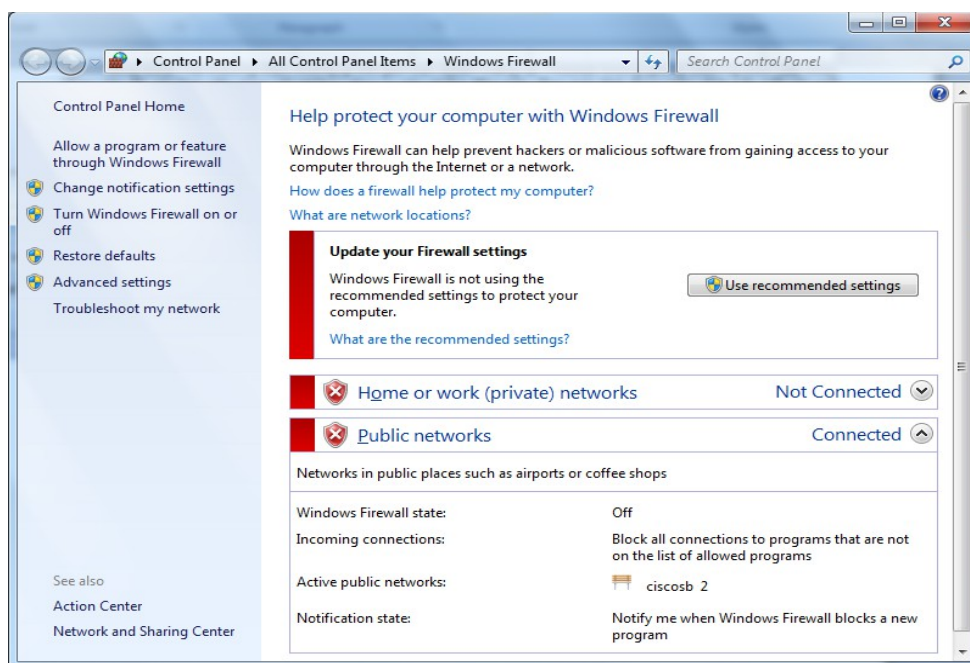 Control Panel ▸ All Control Panel Items ▸ Windows Firewall
Search Control Panel
Control Panel Home
Allow a program or feature
through Windows Firewall
Change notification settings
Turn Windows Firewall on or
off
Restore defaults
Advanced settings
Troubleshoot my network
See also
Action Center
Network and Sharing Center
Help protect your computer with Windows Firewall
Windows Firewall can help prevent hackers or malicious software from gaining access to your
computer through the Internet or a network.
How does a firewall help protect my computer?
What are network locations?
Update your Firewall settings
Windows Firewall is not using the
recommended settings to protect your
computer.
What are the recommended settings?
Use recommended settings
Home or work (private) networks Not Connected
Public networks Connected
Networks in public places such as airports or coffee shops
Windows Firewall state: Off
Incoming connections: Block all connections to programs that are not
on the list of allowed programs
Active public networks: ciscosb 2
Notification state: Notify me when Windows Firewall blocks a new
program